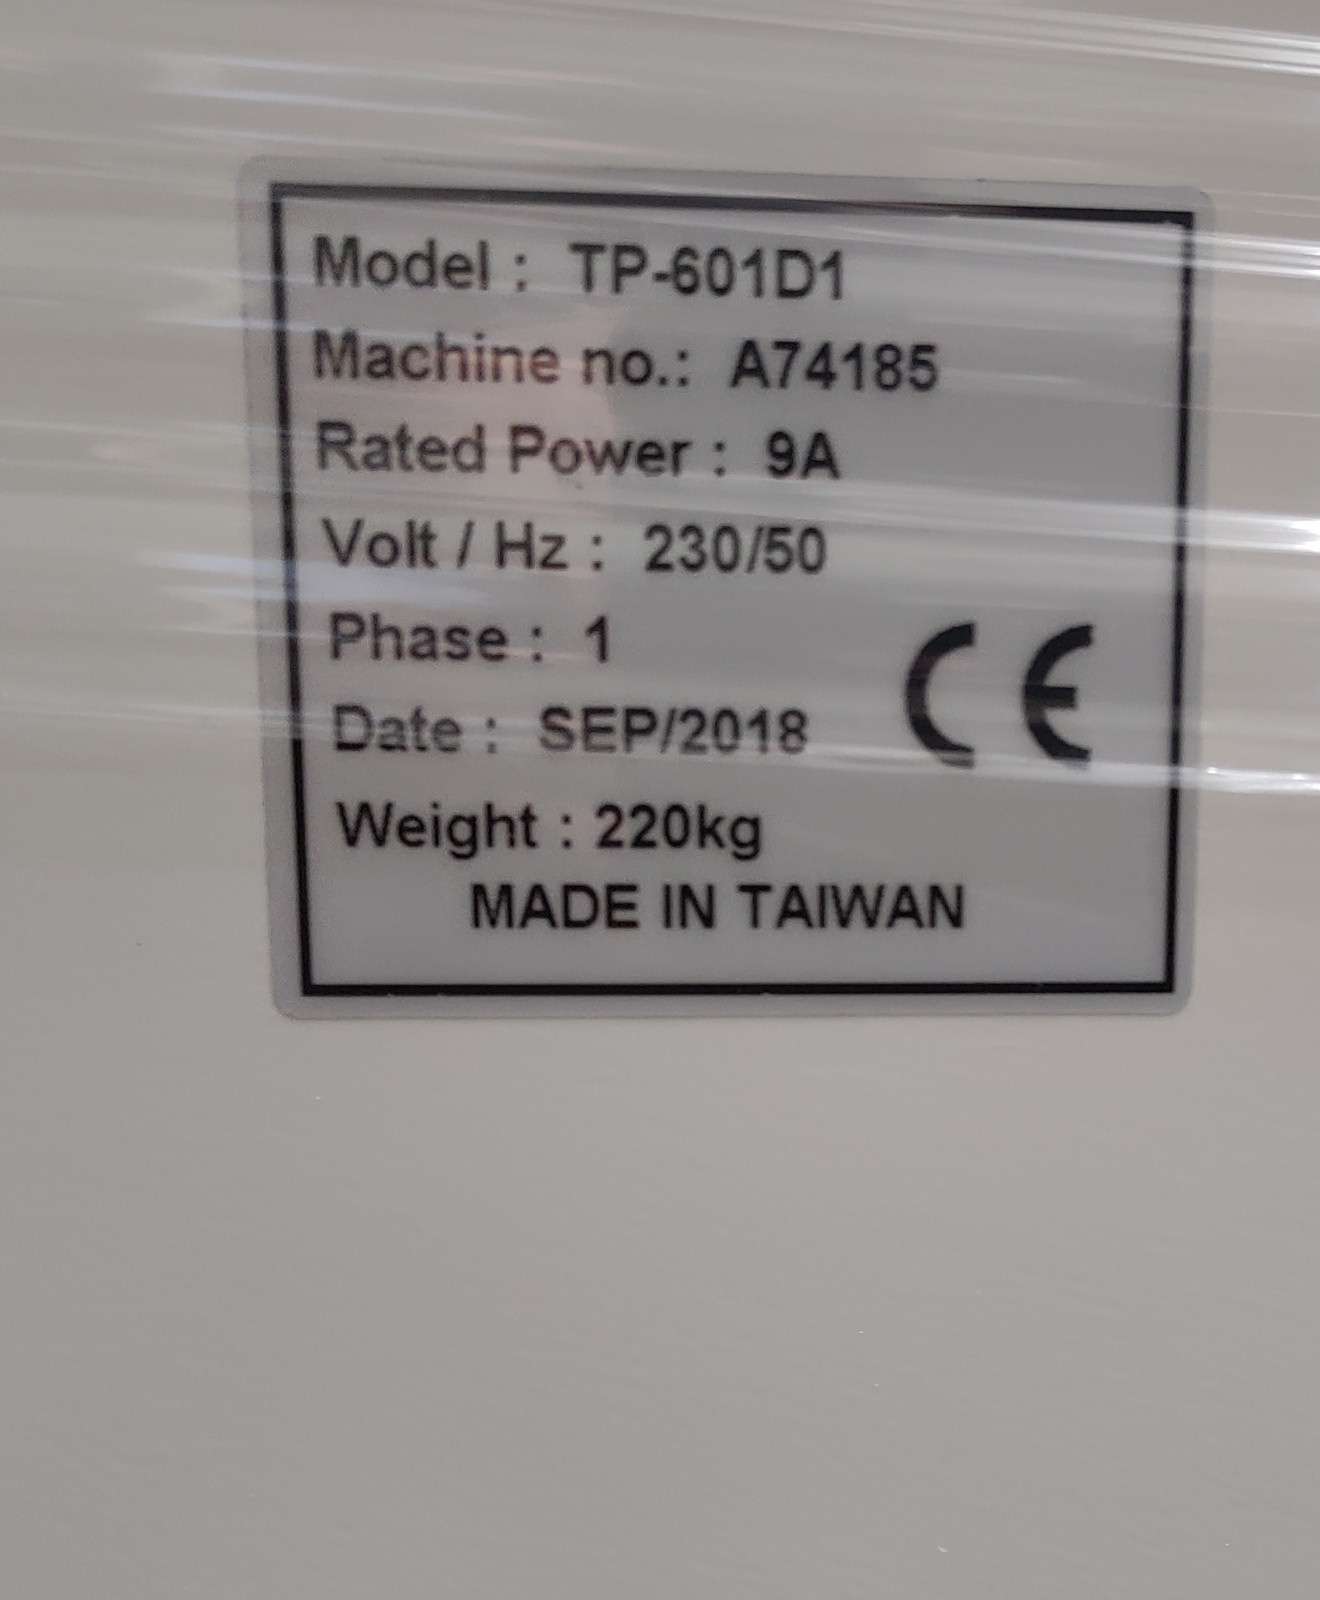 Model : TP-601D1
Machine no.: A74185
Rated Power : 9A
Volt / Hz : 230/50
Phase : 1
Date : SEP/2018
CE
Weight : 220kg
MADE IN TAIWAN